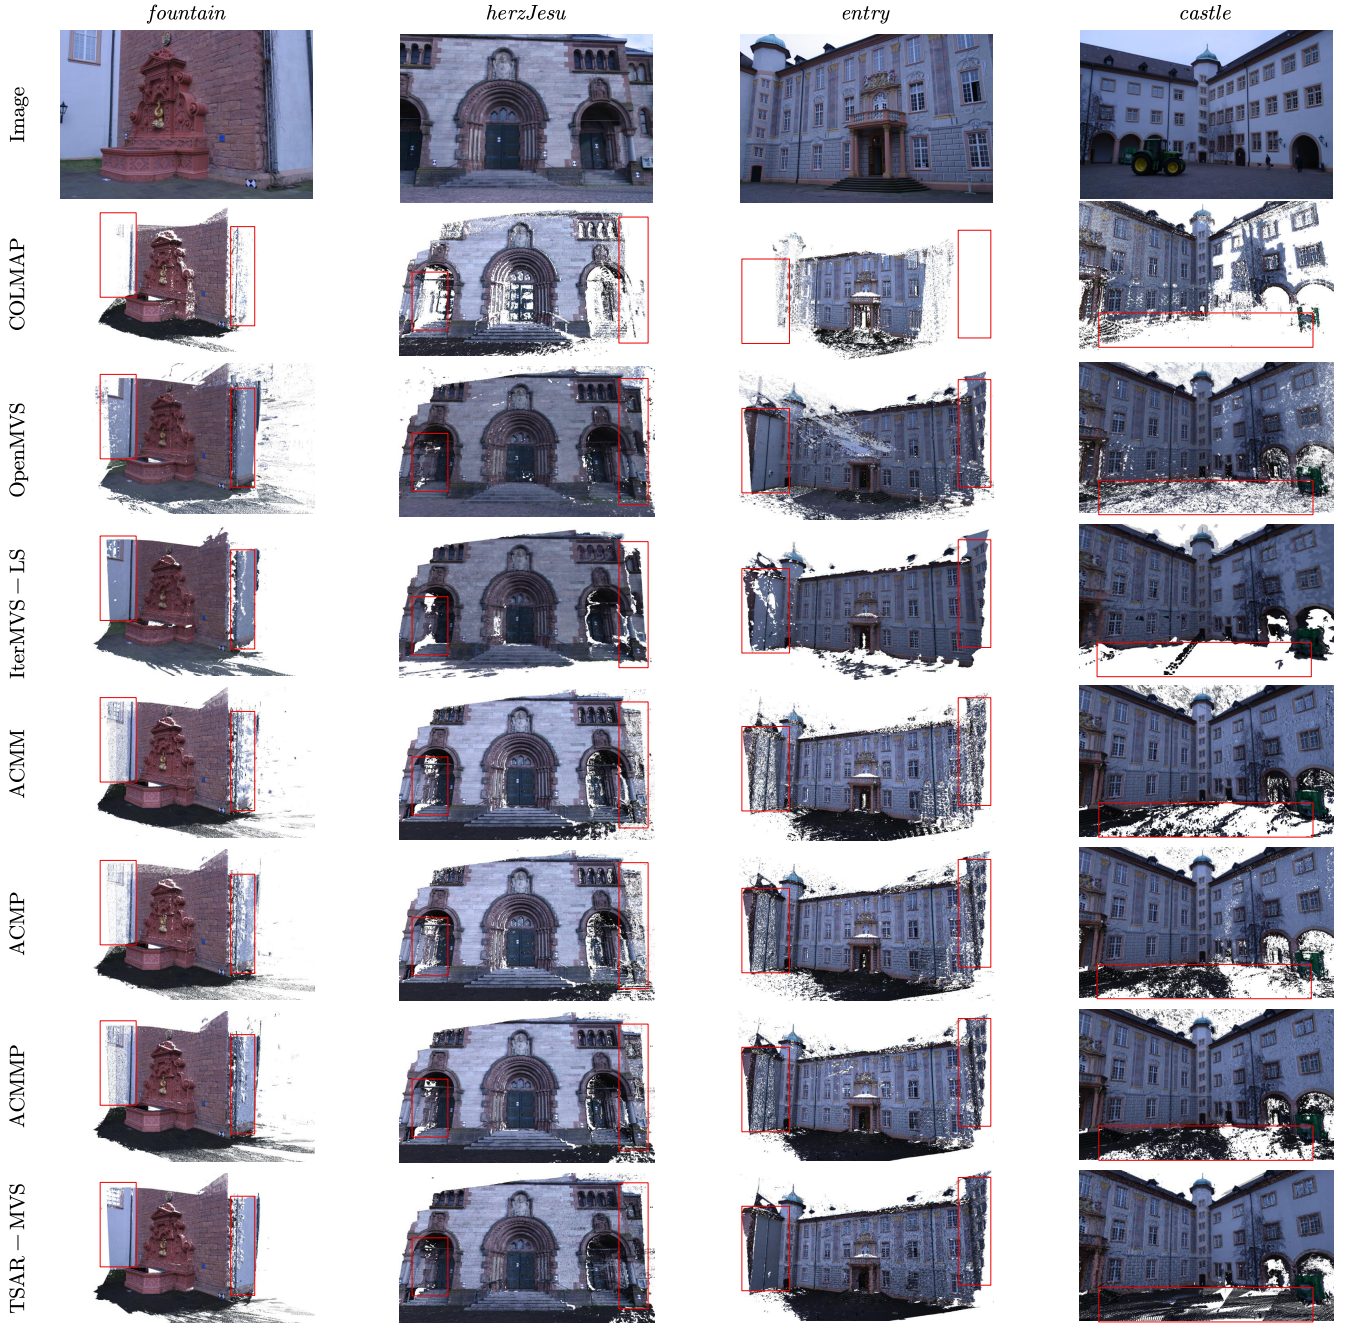 fountain
herzJesu
entry
castle
Image
COLMAP
OpenMVS
IterMVS − LS
ACMM
ACMP
ACMMP
TSAR − MVS